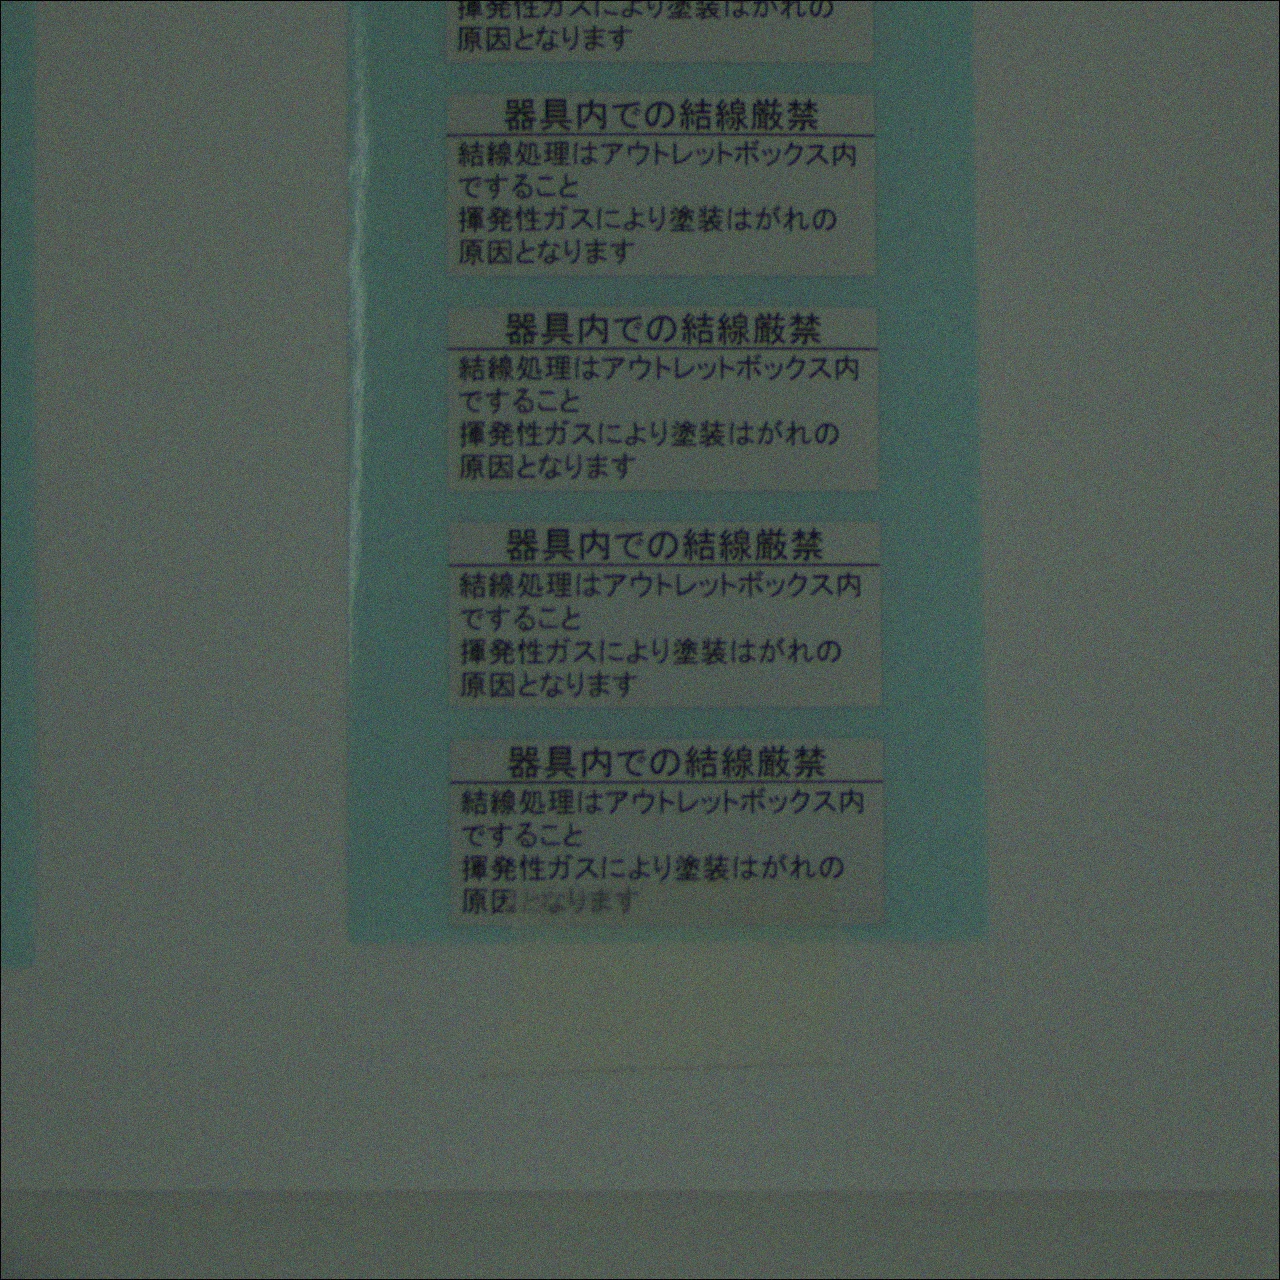 揮発性ガスにより塗装はがれの
原因となります
器具内での結線厳禁
結線処理はアウトレットボックス内
ですること
揮発性ガスにより塗装はがれの
原因となります
器具内での結線厳禁
結線処理はアウトレットボックス内
ですること
揮発性ガスにより塗装はがれの
原因となります
器具内での結線厳禁
結線処理はアウトレットボックス内
ですること
揮発性ガスにより塗装はがれの
原因となります
器具内での結線厳禁
結線処理はアウトレットボックス内
ですること
揮発性ガスにより塗装はがれの
原因となります